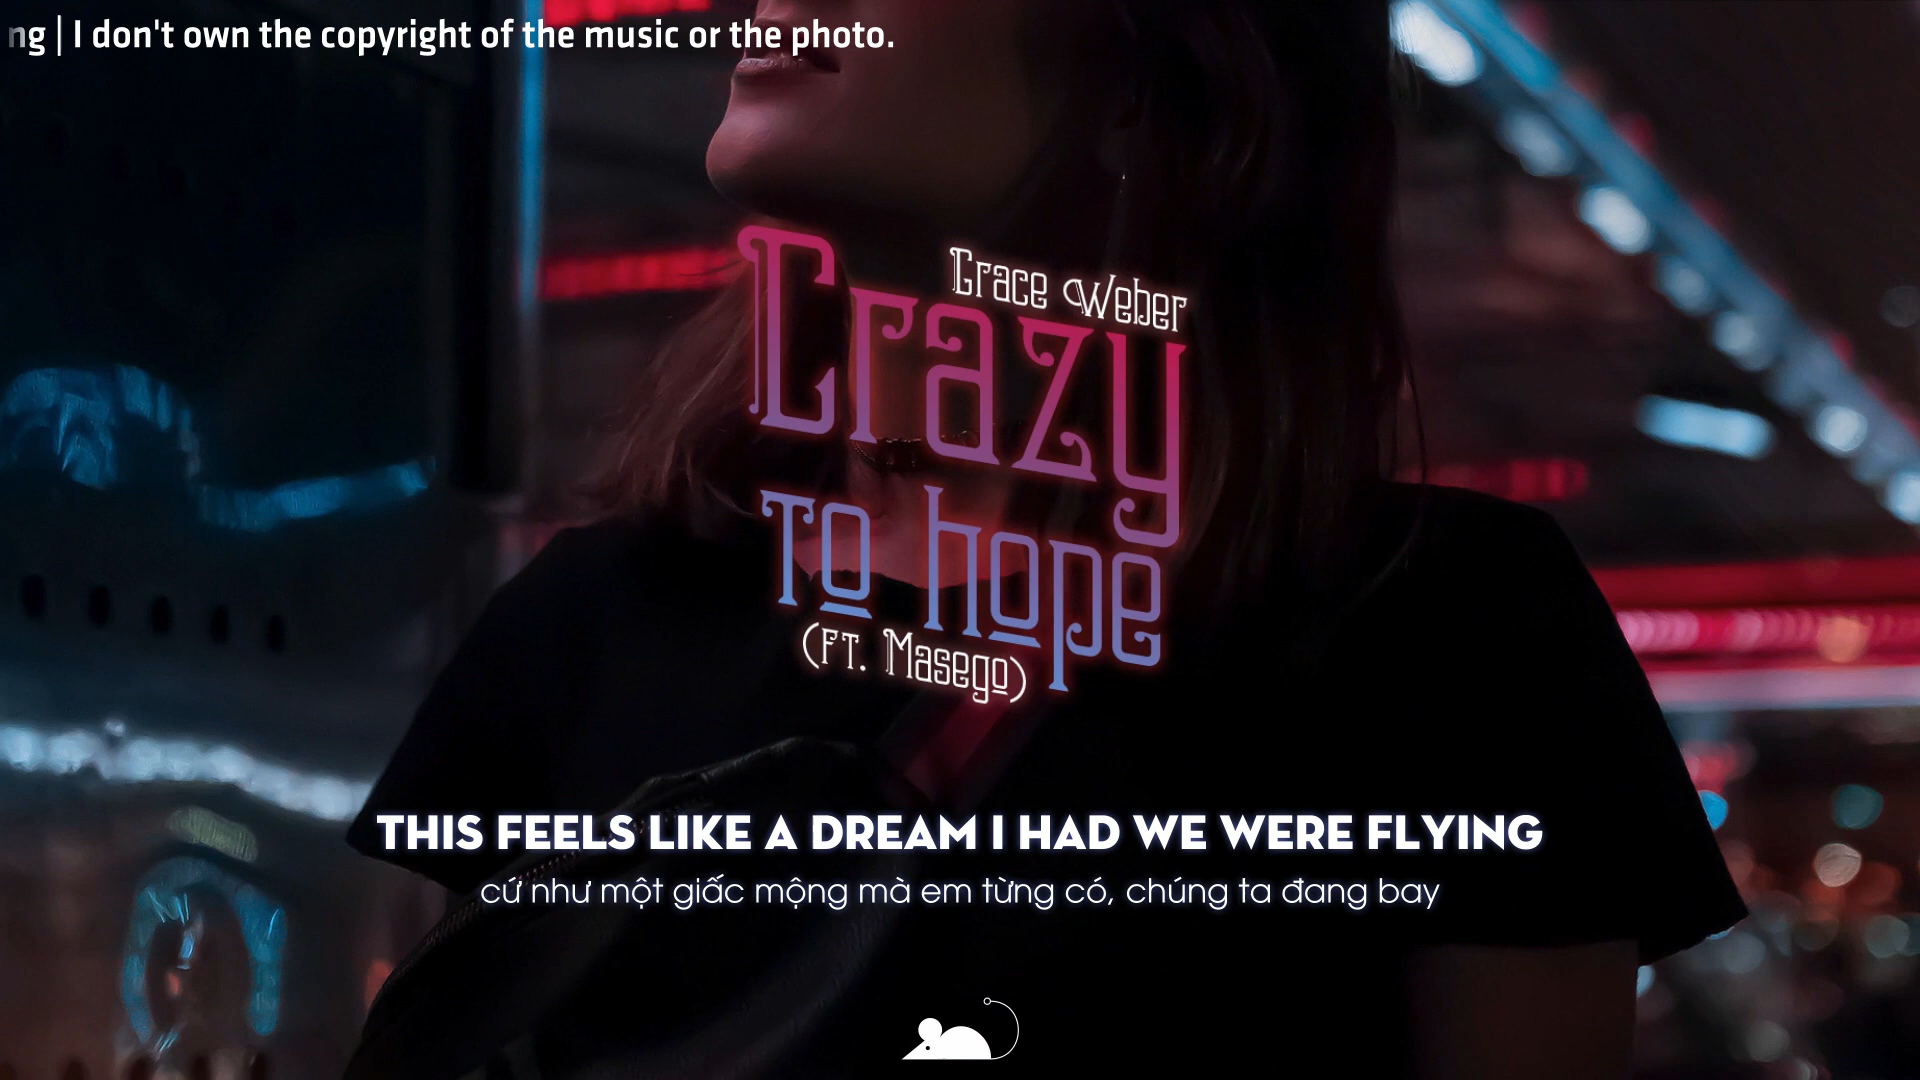 ng | I don't own the copyright of the music or the photo.
Grace Weber
Crazy
To hope
(FT. Masego)
THIS FEELS LIKE A DREAM I HAD WE WERE FLYING
cứ như một giấc mộng mà em từng có, chúng ta đang bay